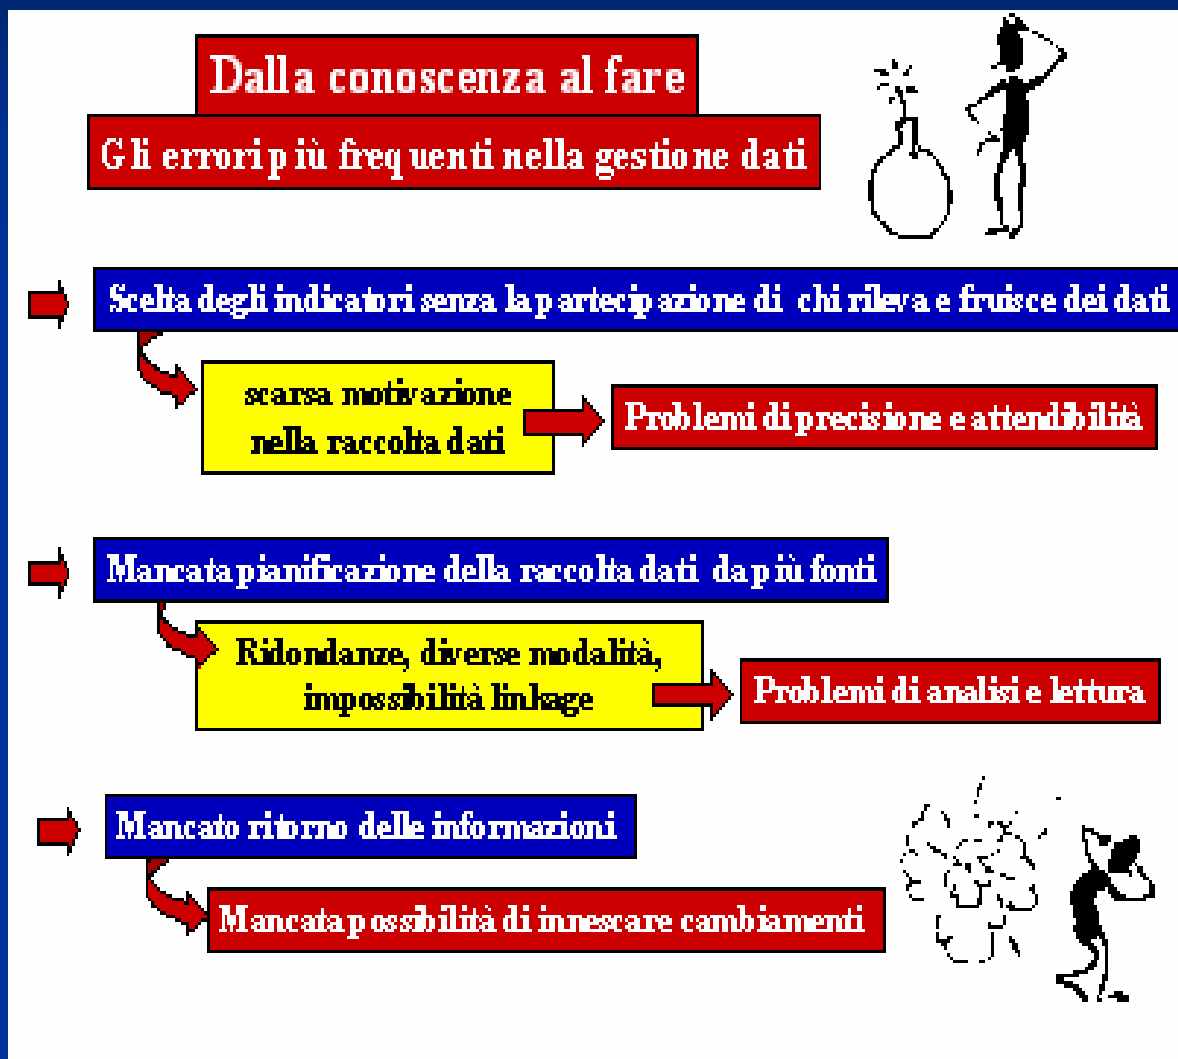 Dalla conoscenza al fare
Gli errori più frequenti nella gestione dati
Scelta degli indicatori senza la partecipazione di chi rileva e fruisce dei dati
scarsa motivazione
nella raccolta dati
Problemi di precisione e attendibilità
Mancata pianificazione della raccolta dati da più fonti
Ridondanze, diverse modalità,
impossibilità linkage
Problemi di analisi e lettura
Mancato ritorno delle informazioni
Mancata possibilità di innescare cambiamenti